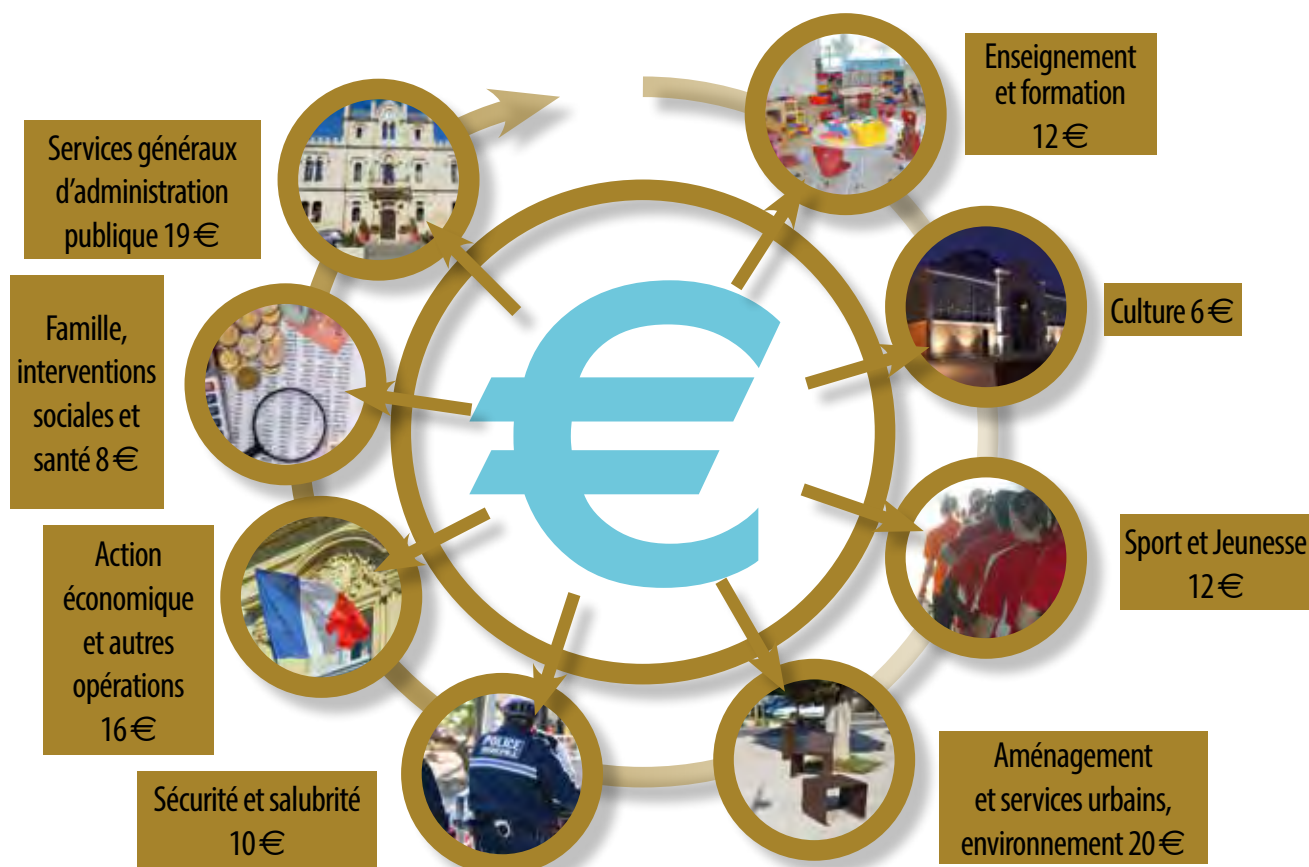 Enseignement
et formation
12 €
Culture 6 €
Sport et Jeunesse
12 €
Aménagement
et services urbains,
environnement 20 €
Sécurité et salubrité
10 €
Action
économique
et autres
opérations
16 €
Famille,
interventions
sociales et
santé 8 €
Services généraux
d’administration
publique 19 €
€
POLICE
MUNICIPALE